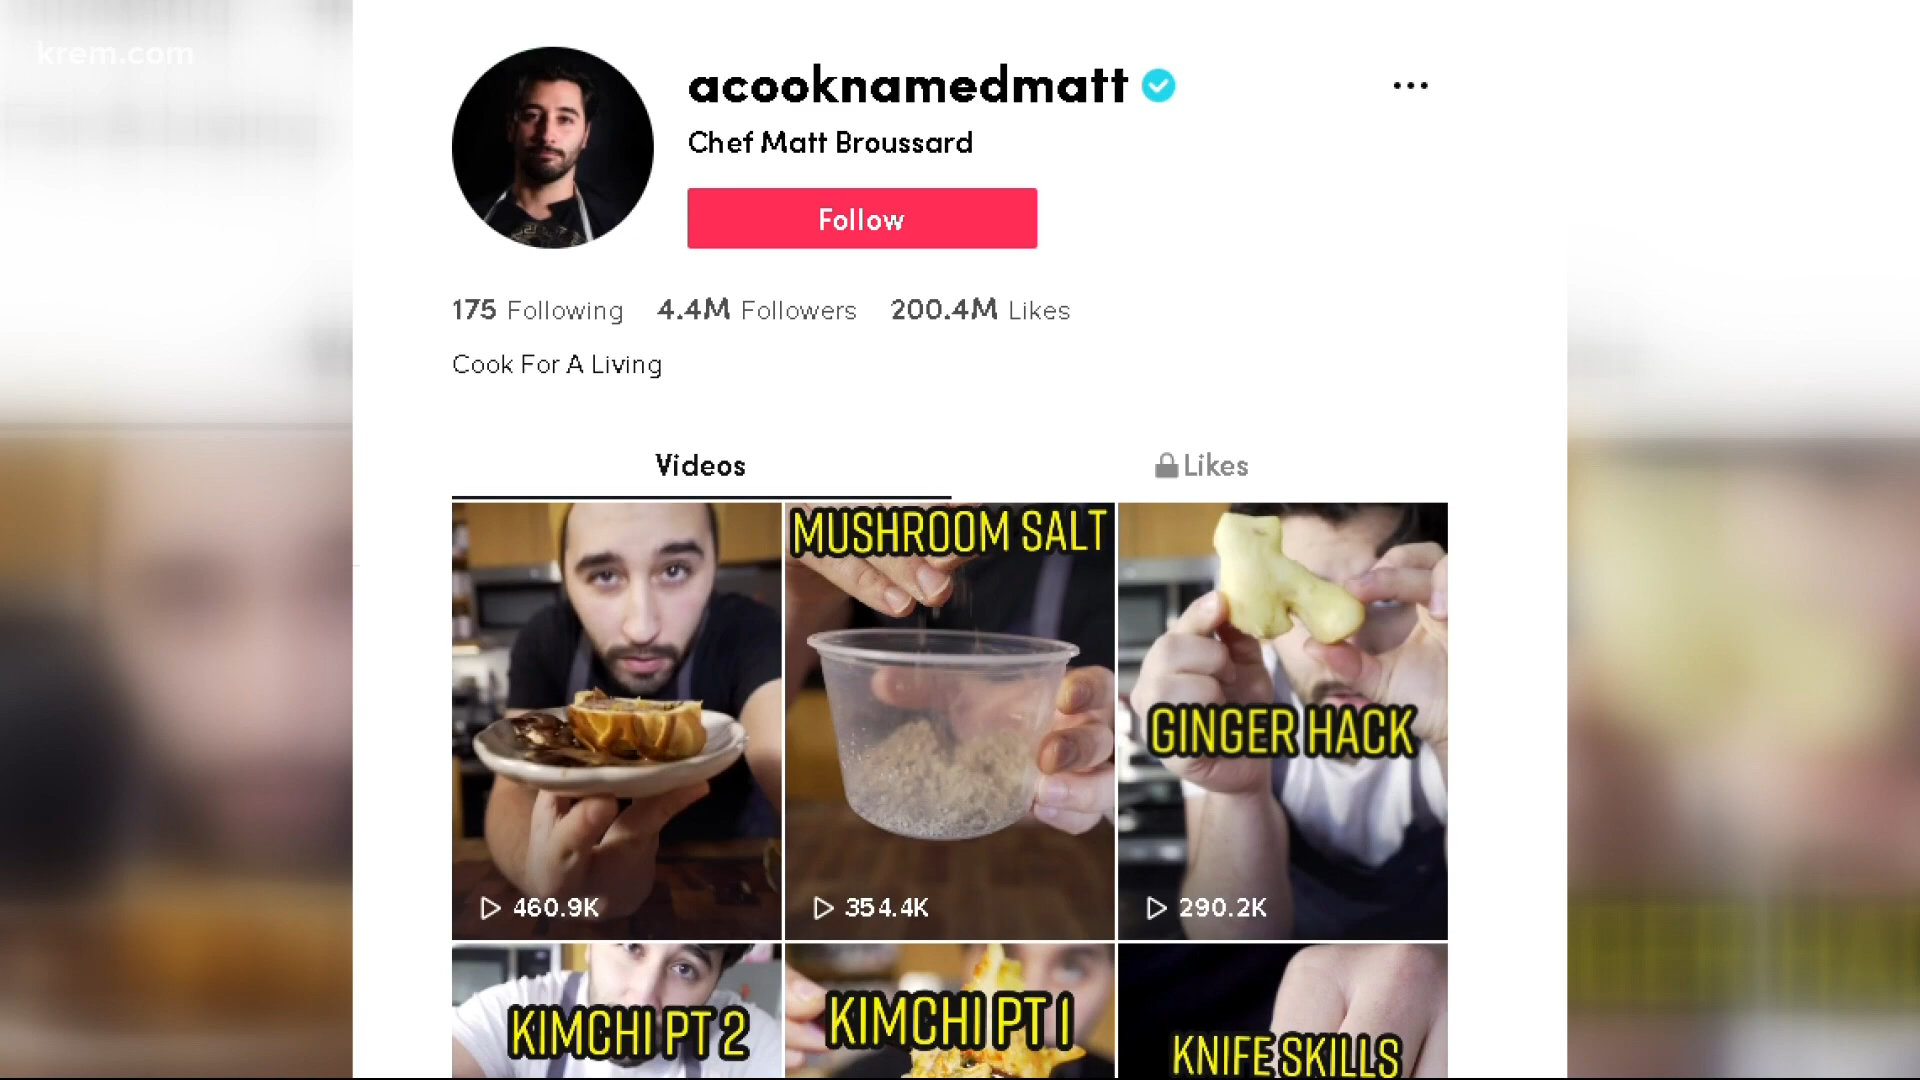 krem.com
acooknamedmatt
Chef Matt Broussard
Follow
175 Following 4.4M Followers 200.4M Likes
Cook For A Living
Videos
Likes
MUSHROOM SALT
GINGER HACK
460.9K
354.4K
290.2K
KIMCHI PT 2
KIMCHI PT 1
KNIFE SKILLS